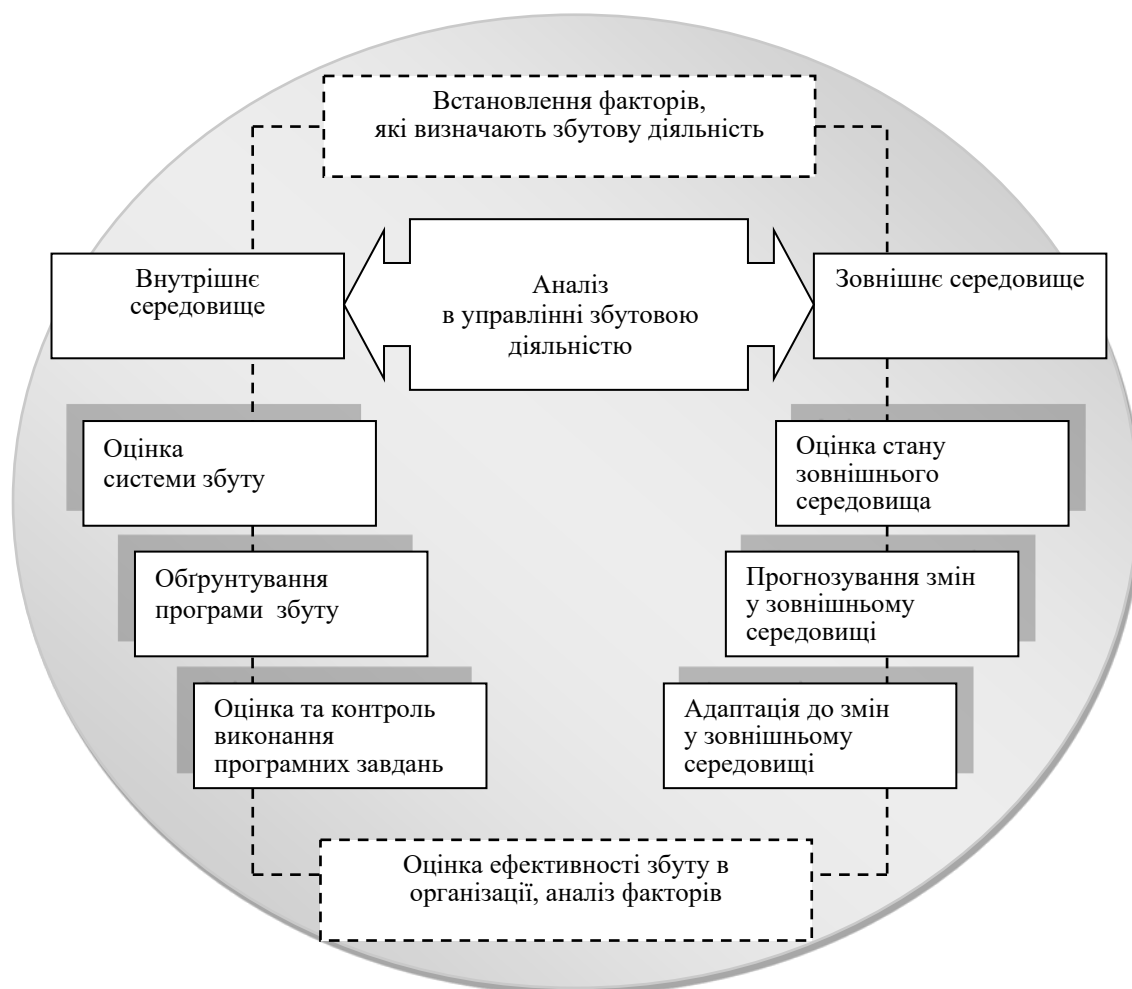 Встановлення факторів,
які визначають збутову діяльність
Внутрішнє
середовище
Аналіз
в управлінні збутовою
діяльністю
Зовнішнє середовище
Оцінка
системи збуту
Оцінка стану
зовнішнього
середовища
Обґрунтування
програми збуту
Прогнозування змін
у зовнішньому
середовищі
Оцінка та контроль
виконання
програмних завдань
Адаптація до змін
у зовнішньому
середовищі
Оцінка ефективності збуту в
організації, аналіз факторів